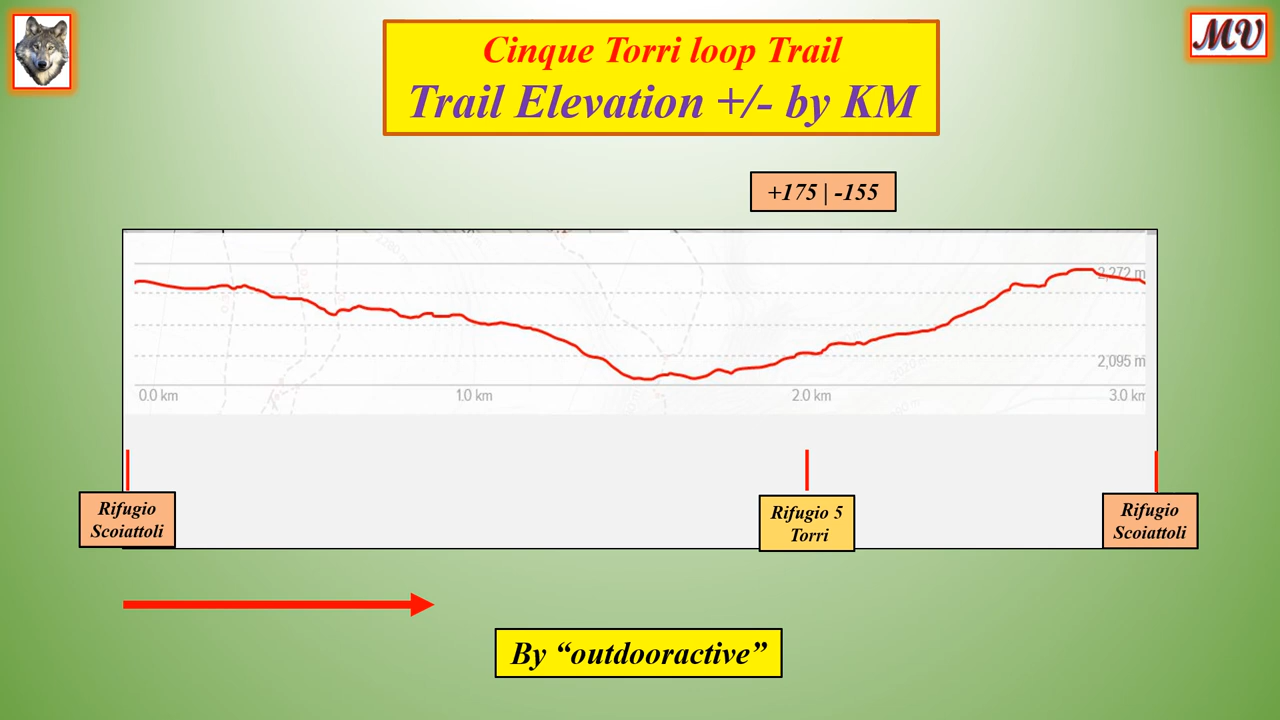 MV
Cinque Torri loop Trail
Trail Elevation +/- by KM
+175 | -155
2,272 m
2,095 m
0.0 km
1.0 km
2.0 km
3.0 km
Rifugio
Scoiattoli
Rifugio 5
Torri
Rifugio
Scoiattoli
By “outdooractive”